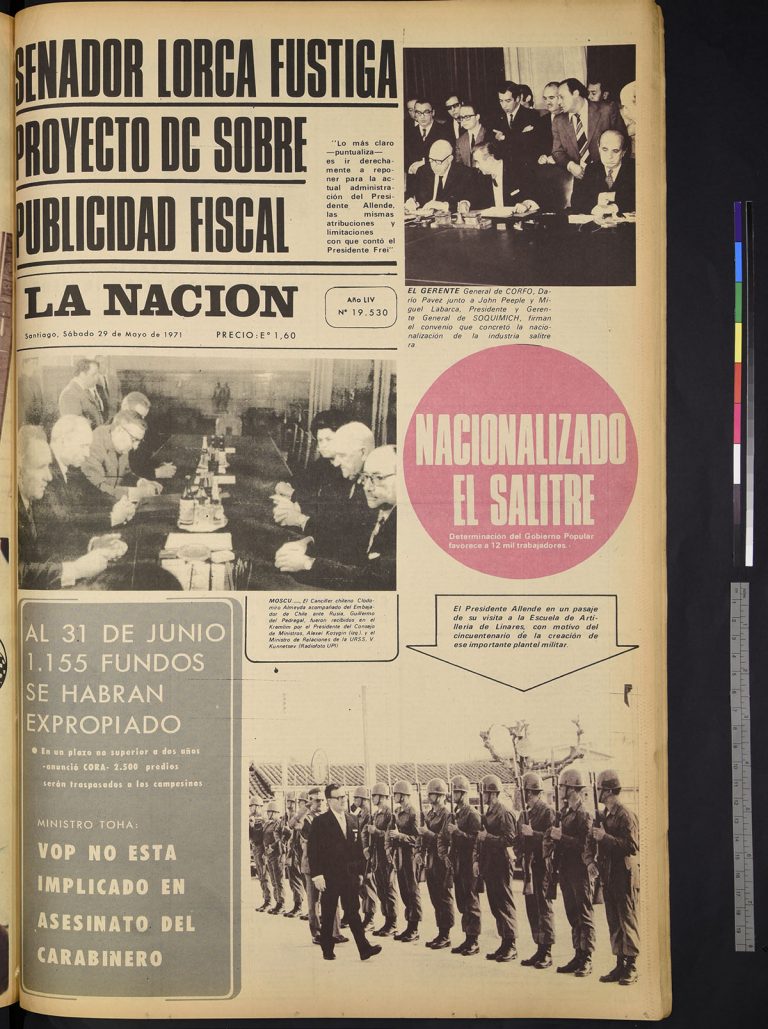 SENADOR LORCA FUSTIGA
PROYECTO DC SOBRE
PUBLICIDAD FISCAL
"Lo más claro
—puntualiza—
es ir derecha-
mente a repo-
ner para la ac-
tual administra-
ción del Presi-
dente Allende,
las mismas
atribuciones y
limitaciones
con que contó el
Presidente Frei"
LA NACION
Año LIV
Nº 19.530
Santiago, Sábado 29 de Mayo de 1971 PRECIO: Eº 1,60
EL GERENTE General de CORFO, Da-
río Pavez junto a John Peeple y Mi-
guel Labarca, Presidente y Geren-
te General de SOQUIMICH, firman
el convenio que concretó la nacio-
nalización de la industria salitre
ra
NACIONALIZADO
EL SALITRE
Determinación del Gobierno Popular
favorece a 12 mil trabajadores.-
MOSCU .... El Canciller chileno Clodo-
miro Almeyda acompañado del Embaja-
dor de Chile ante Rusia, Guillermo
del Pedregal, fueron recibidos en el
Kremlim por el Presidente del Consejo
de Ministros, Alexei Kosygin (izq.) y el
Ministro de Relaciones de la URSS, V.
Kunnetsev. (Radiofoto UPI)
El Presidente Allende en un pasaje
de su visita a la Escuela de Arti-
llería de Linares, con motivo del
cincuentenario de la creación de
ese importante plantel militar.
AL 31 DE JUNIO
1.155 FUNDOS
SE HABRAN
EXPROPIADO
● En un plazo no superior a dos años
-anunció CORA- 2.500 predios
serán traspasados a los campesinos
MINISTRO TOHA:
VOP NO ESTA
IMPLICADO EN
ASESINATO DEL
CARABINERO